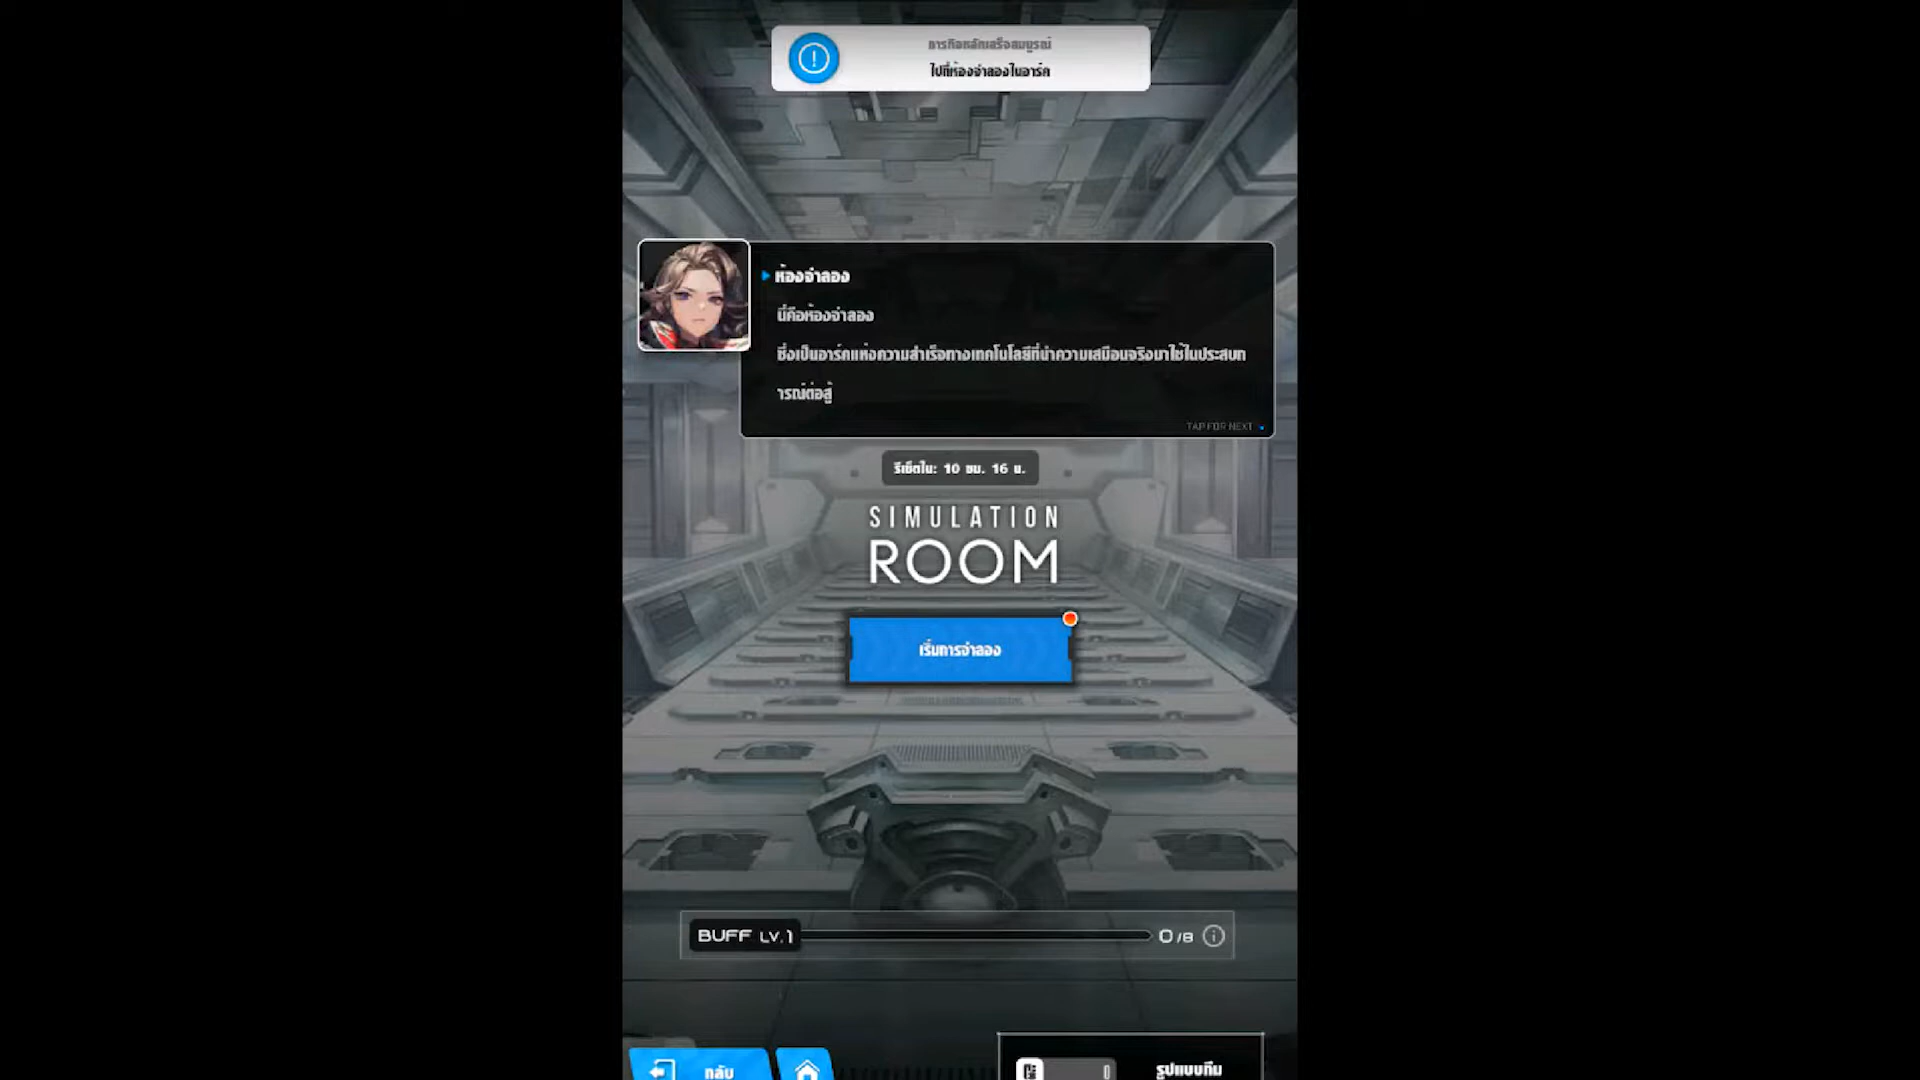 ภารกิจหลักเสร็จสมบูรณ์
ไปที่ห้องจำลองในอาร์ค
ห้องจำลอง
นี่คือห้องจำลอง
ซึ่งเป็นอาร์คแห่งความสำเร็จทางเทคโนโลยีที่นำความเสมือนจริงมาใช้ในประสบก
ารณ์ต่อสู้
TAP FOR NEXT
รีเซ็ตใน: 10 ชม. 16 น.
SIMULATION
ROOM
เริ่มการจำลอง
BUFF LV.1
0/8
กลับ
0
รูปแบบทีม